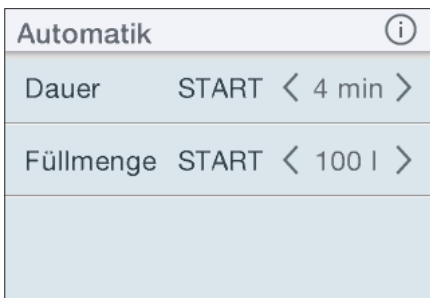 Automatik
Dauer START < 4 min >
Füllmenge START < 100 l >